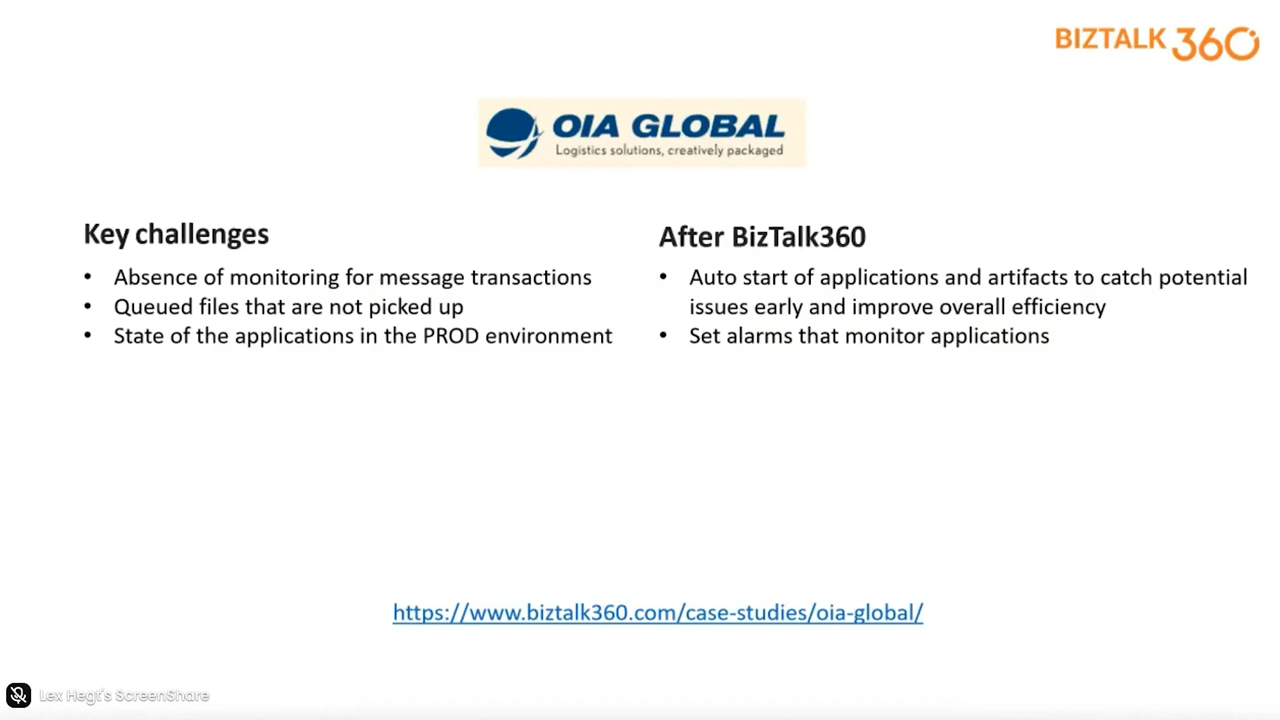 BIZTALK 360
OIA GLOBAL
Logistics solutions, creatively packaged
Key challenges
• Absence of monitoring for message transactions
• Queued files that are not picked up
• State of the applications in the PROD environment
After BizTalk360
• Auto start of applications and artifacts to catch potential
issues early and improve overall efficiency
• Set alarms that monitor applications
https://www.biztalk360.com/case-studies/oia-global/
Lex Hegt's ScreenShare